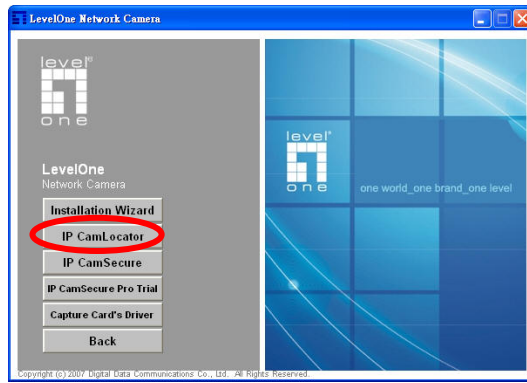 LevelOne Network Camera
level®
one
LevelOne
Network Camera
Installation Wizard
IP CamLocator
IP CamSecure
IP CamSecure Pro Trial
Capture Card's Driver
Back
level®
one
one world_one brand_one level
Copyright (c) 2007 Digital Data Communications Co., Ltd. All Rights Reserved.